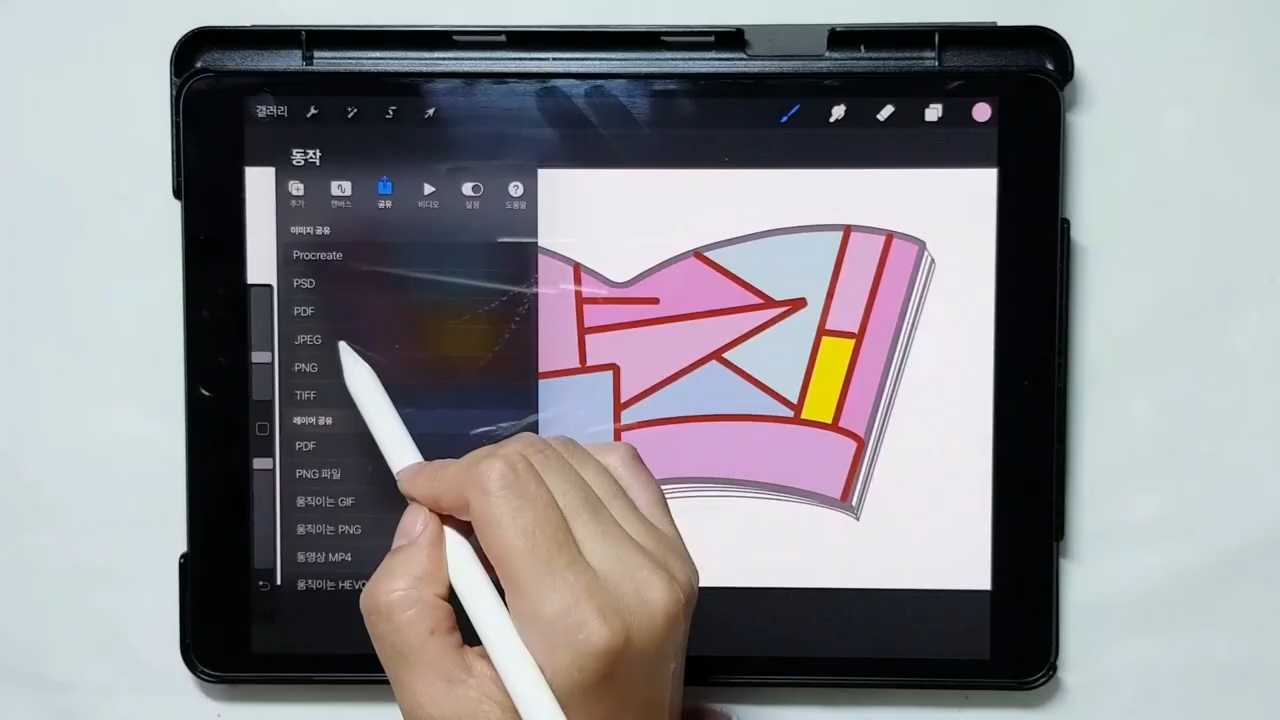 갤러리
동작
추가 캔버스 공유 비디오 설정 도움말
이미지 공유
Procreate
PSD
PDF
JPEG
PNG
TIFF
레이어 공유
PDF
PNG 파일
움직이는 GIF
움직이는 PNG
동영상 MP4
움직이는 HEVC